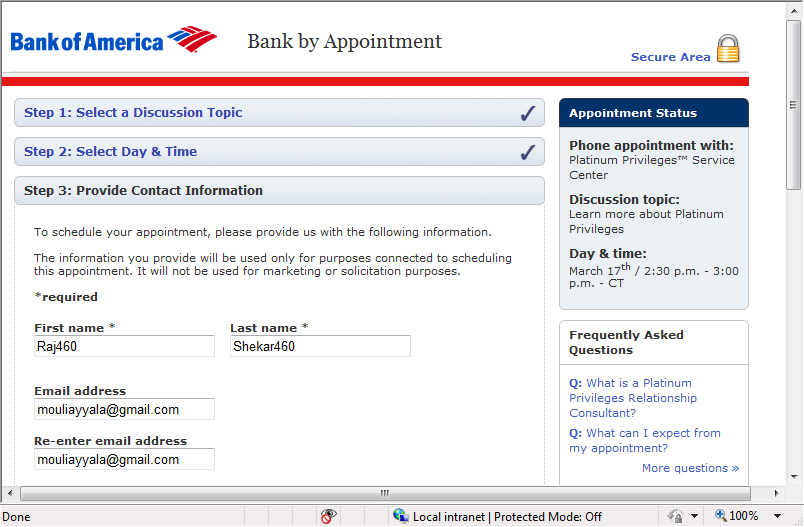 Bank of America Bank by Appointment
Secure Area
Step 1: Select a Discussion Topic
Step 2: Select Day & Time
Step 3: Provide Contact Information
To schedule your appointment, please provide us with the following information.
The information you provide will be used only for purposes connected to scheduling
this appointment. It will not be used for marketing or solicitation purposes.
*required
First name * Last name *
Raj460 Shekar460
Email address
mouliayyala@gmail.com
Re-enter email address
mouliayyala@gmail.com
Appointment Status
Phone appointment with:
Platinum Privileges™ Service
Center
Discussion topic:
Learn more about Platinum
Privileges
Day & time:
March 17th / 2:30 p.m. - 3:00
p.m. - CT
Frequently Asked
Questions
Q: What is a Platinum
Privileges Relationship
Consultant?
Q: What can I expect from
my appointment?
More questions »
Done Local intranet | Protected Mode: Off 100%